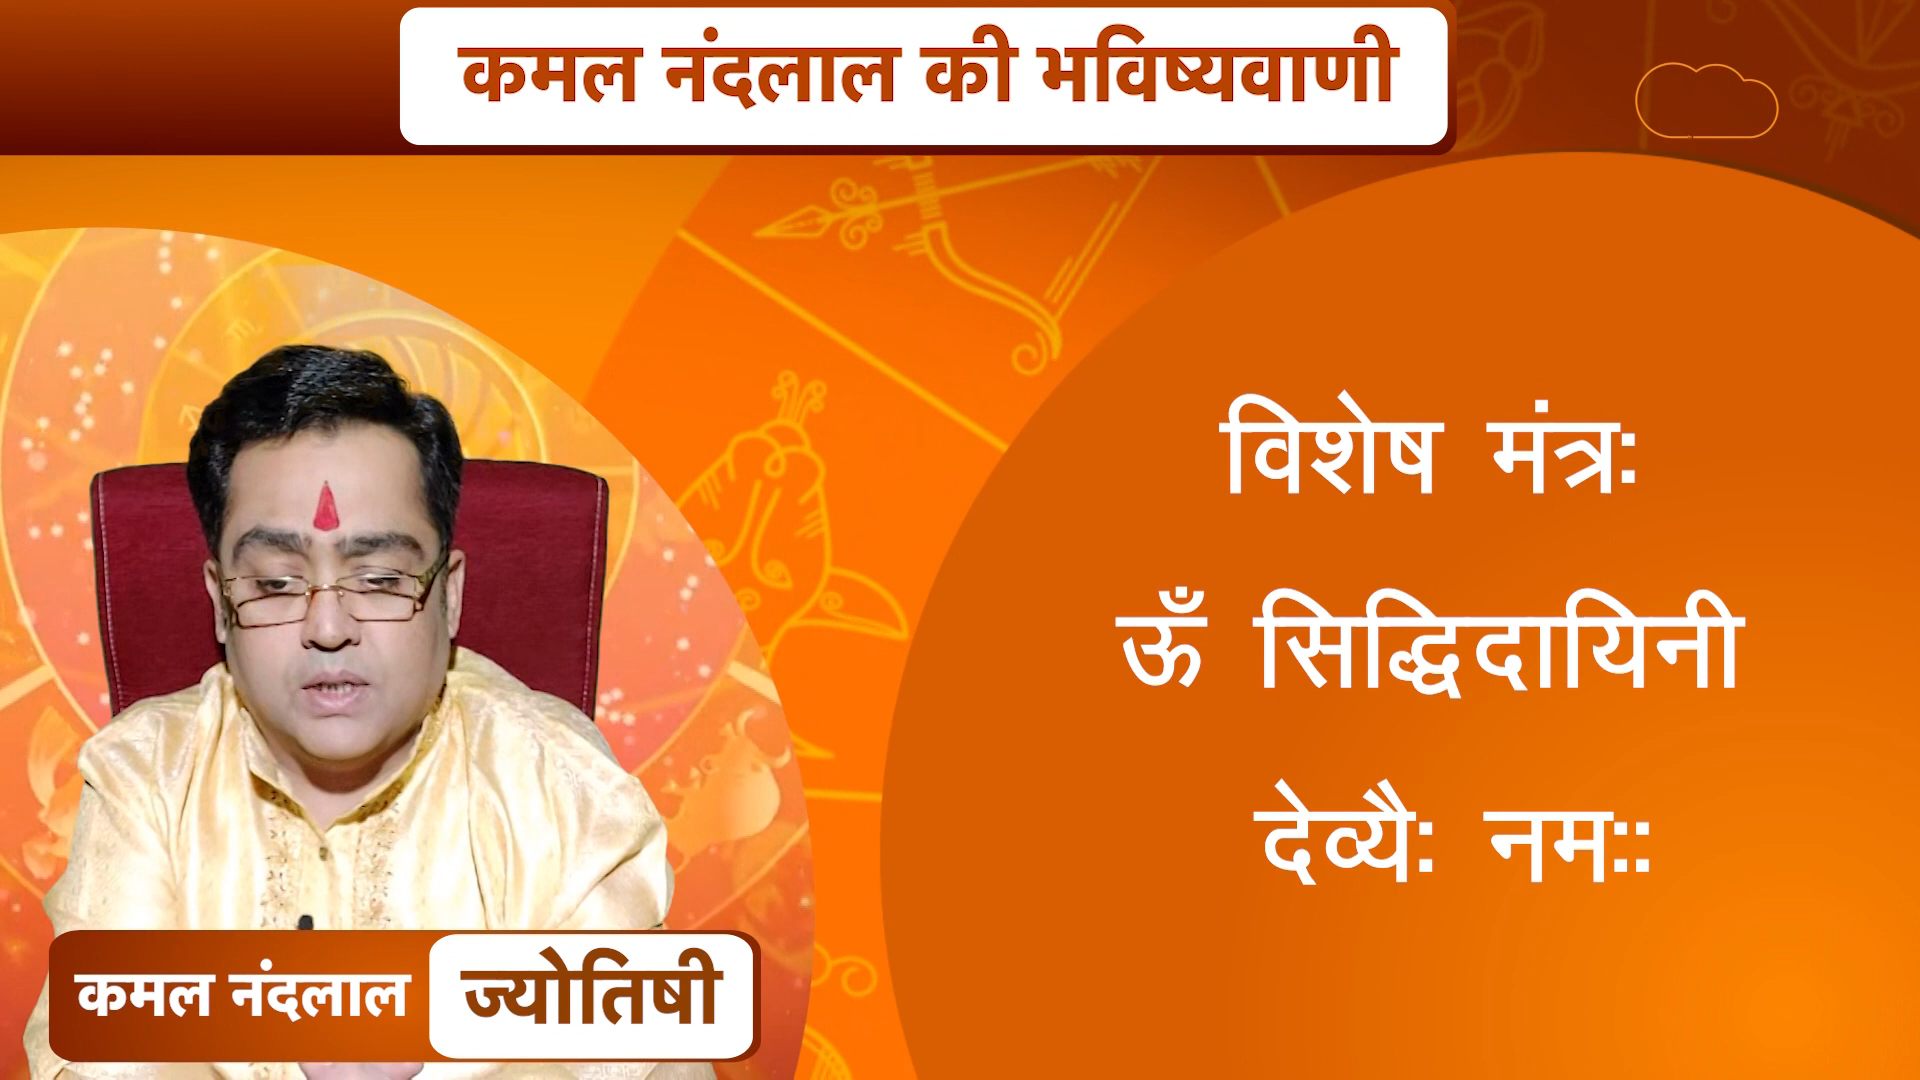 कमल नंदलाल की भविष्यवाणी
विशेष मंत्रः
ऊँ सिद्धिदायिनी
देव्यैः नमःः
कमल नंदलाल ज्योतिषी